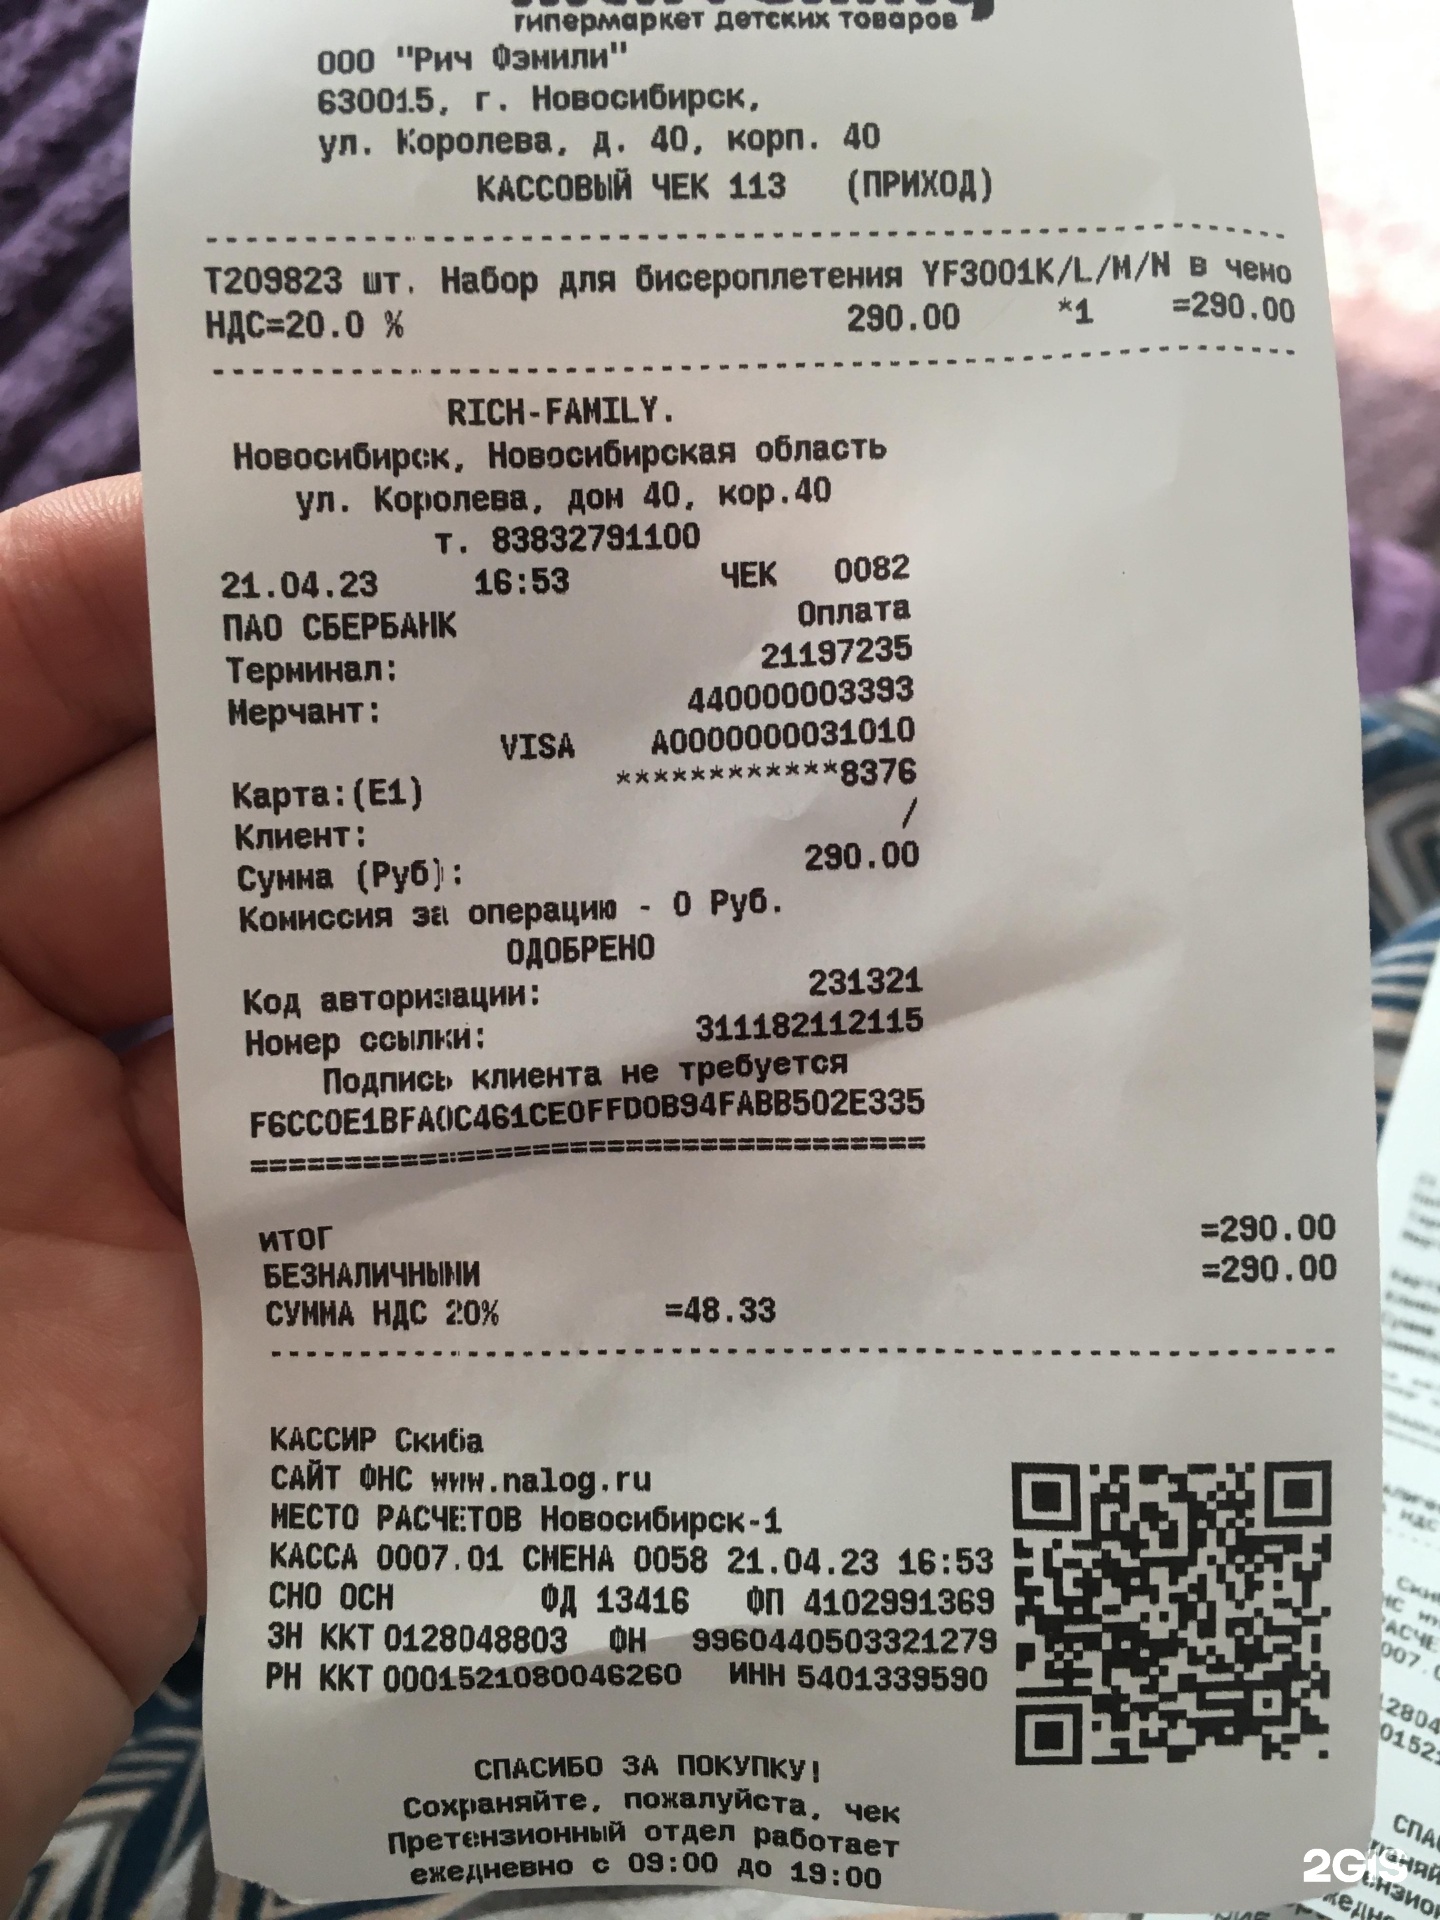 гипермаркет детских товаров
ООО "Рич Фэмили"
630015, г. Новосибирск,
ул. Королева, д. 40, корп. 40
КАССОВЫЙ ЧЕК 113 (ПРИХОД)
Т209823 шт. Набор для бисероплетения YF3001K/L/M/N в чемо
НДС=20.0 % 290.00 *1 =290.00
RICH-FAMILY.
Новосибирск, Новосибирская область
ул. Королева, дом 40, кор.40
т. 83832791100
21.04.23 16:53 ЧЕК 0082
ПАО СБЕРБАНК Оплата
Терминал: 21197235
Мерчант: 440000003393
VISA A0000000031010
Карта:(E1) ************8376
Клиент: /
Сумма (Руб): 290.00
Комиссия за операцию - 0 Руб.
ОДОБРЕНО
Код авторизации: 231321
Номер ссылки: 311182112115
Подпись клиента не требуется
F6CC0E1BFA0C461CE0FFD0B94FABB502E335
====================================
ИТОГ =290.00
БЕЗНАЛИЧНЫМИ =290.00
СУММА НДС 20% =48.33
КАССИР Скиба
САЙТ ФНС www.nalog.ru
МЕСТО РАСЧЕТОВ Новосибирск-1
КАССА 0007.01 СМЕНА 0058 21.04.23 16:53
СНО ОСН ФД 13416 ФП 4102991369
ЗН ККТ 0128048803 ФН 9960440503321279
РН ККТ 0001521080046260 ИНН 5401339590
СПАСИБО ЗА ПОКУПКУ!
Сохраняйте, пожалуйста, чек
Претензионный отдел работает
ежедневно с 09:00 до 19:00
2GIS